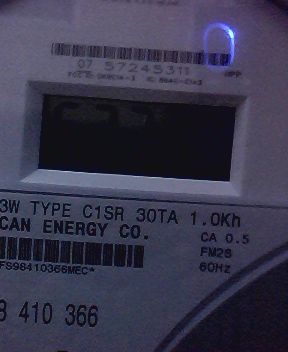 07 57245311
3W TYPE C1SR 30TA 1.0Kh
CAN ENERGY CO.
CA 0.5
FM2S
60Hz
FS98410366MEC*
8 410 366